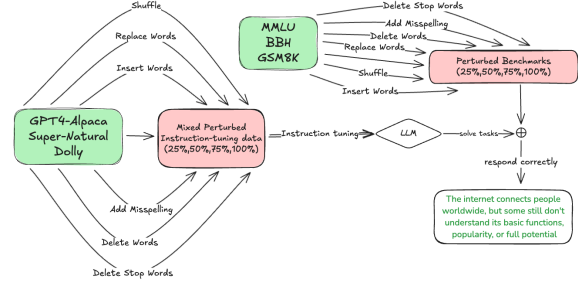 Shuffle
Replace Words
Insert Words
GPT4-Alpaca
Super-Natural
Dolly
Add Misspelling
Delete Words
Delete Stop Words
Mixed Perturbed
Instruction-tuning data
(25%,50%,75%,100%)
Instruction tuning
LLM
solve tasks
MMLU
BBH
GSM8K
Delete Stop Words
Add Misspelling
Delete Words
Replace Words
Shuffle
Insert Words
Perturbed Benchmarks
(25%,50%,75%,100%)
respond correctly
The internet connects people
worldwide, but some still don't
understand its basic functions,
popularity, or full potential